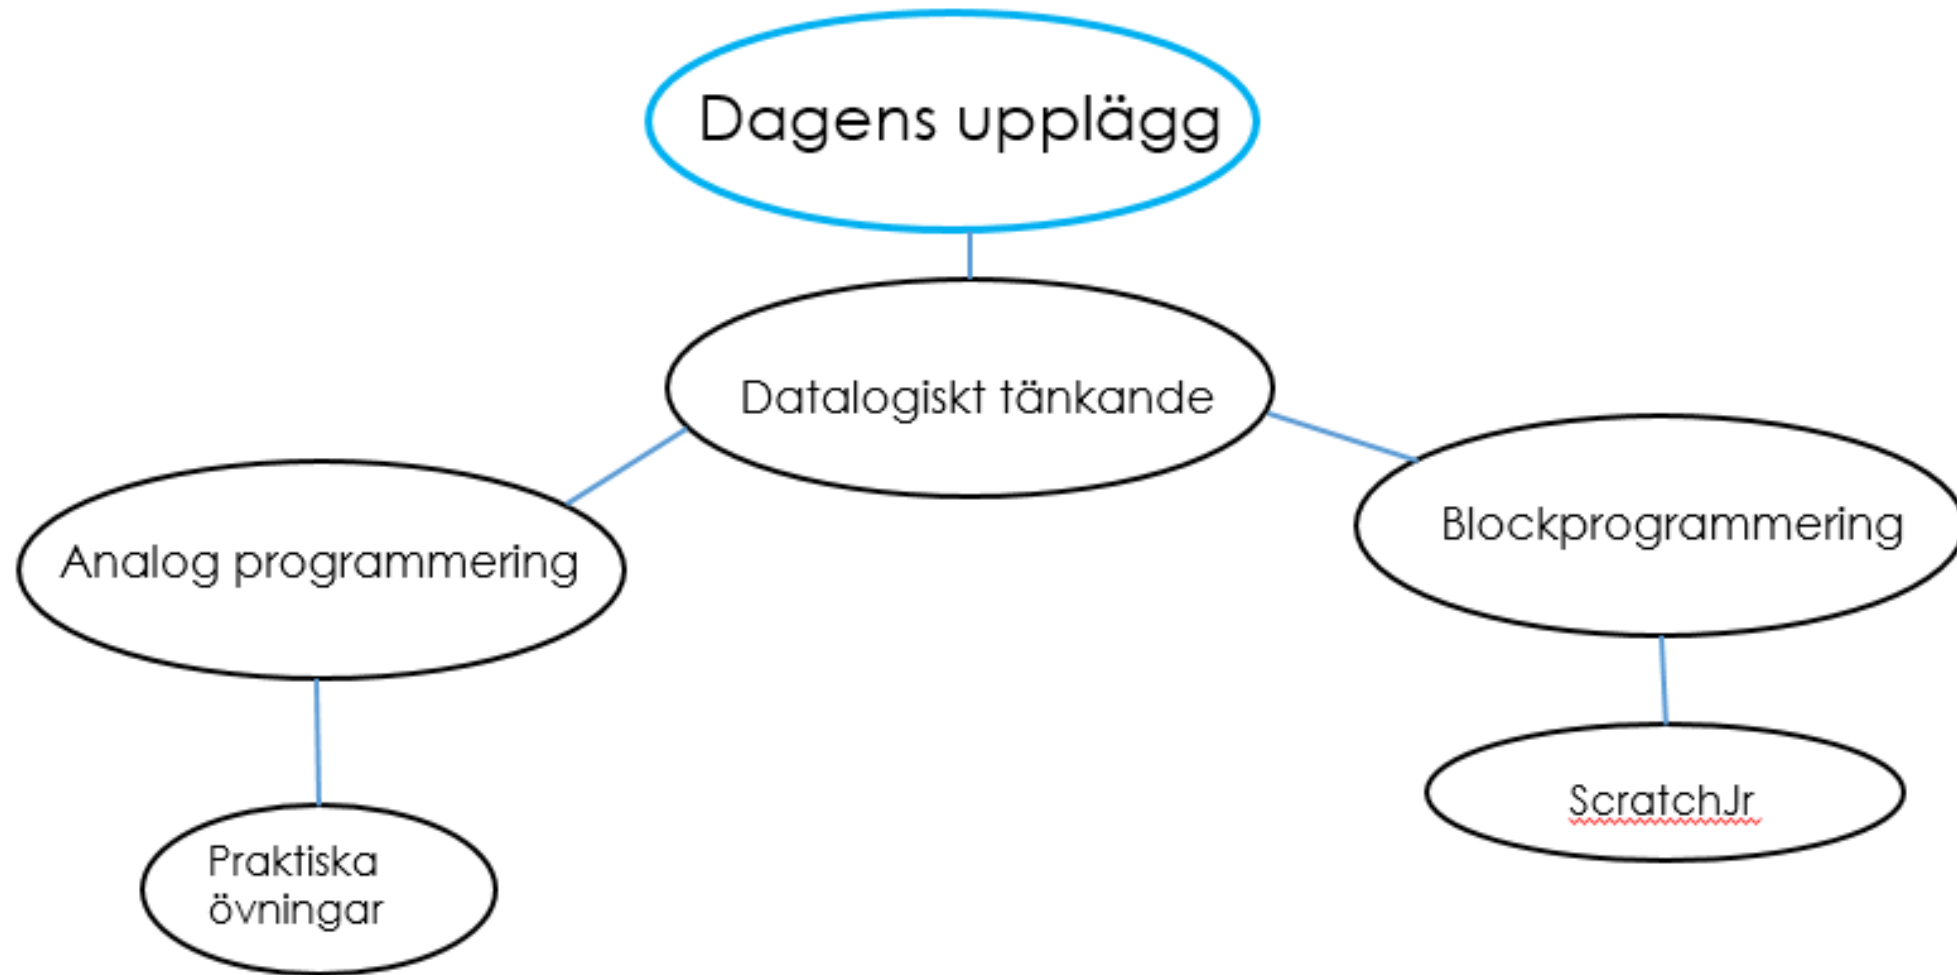 Dagens upplägg
Datalogiskt tänkande
Analog programmering
Blockprogrammering
Praktiska
övningar
ScratchJr